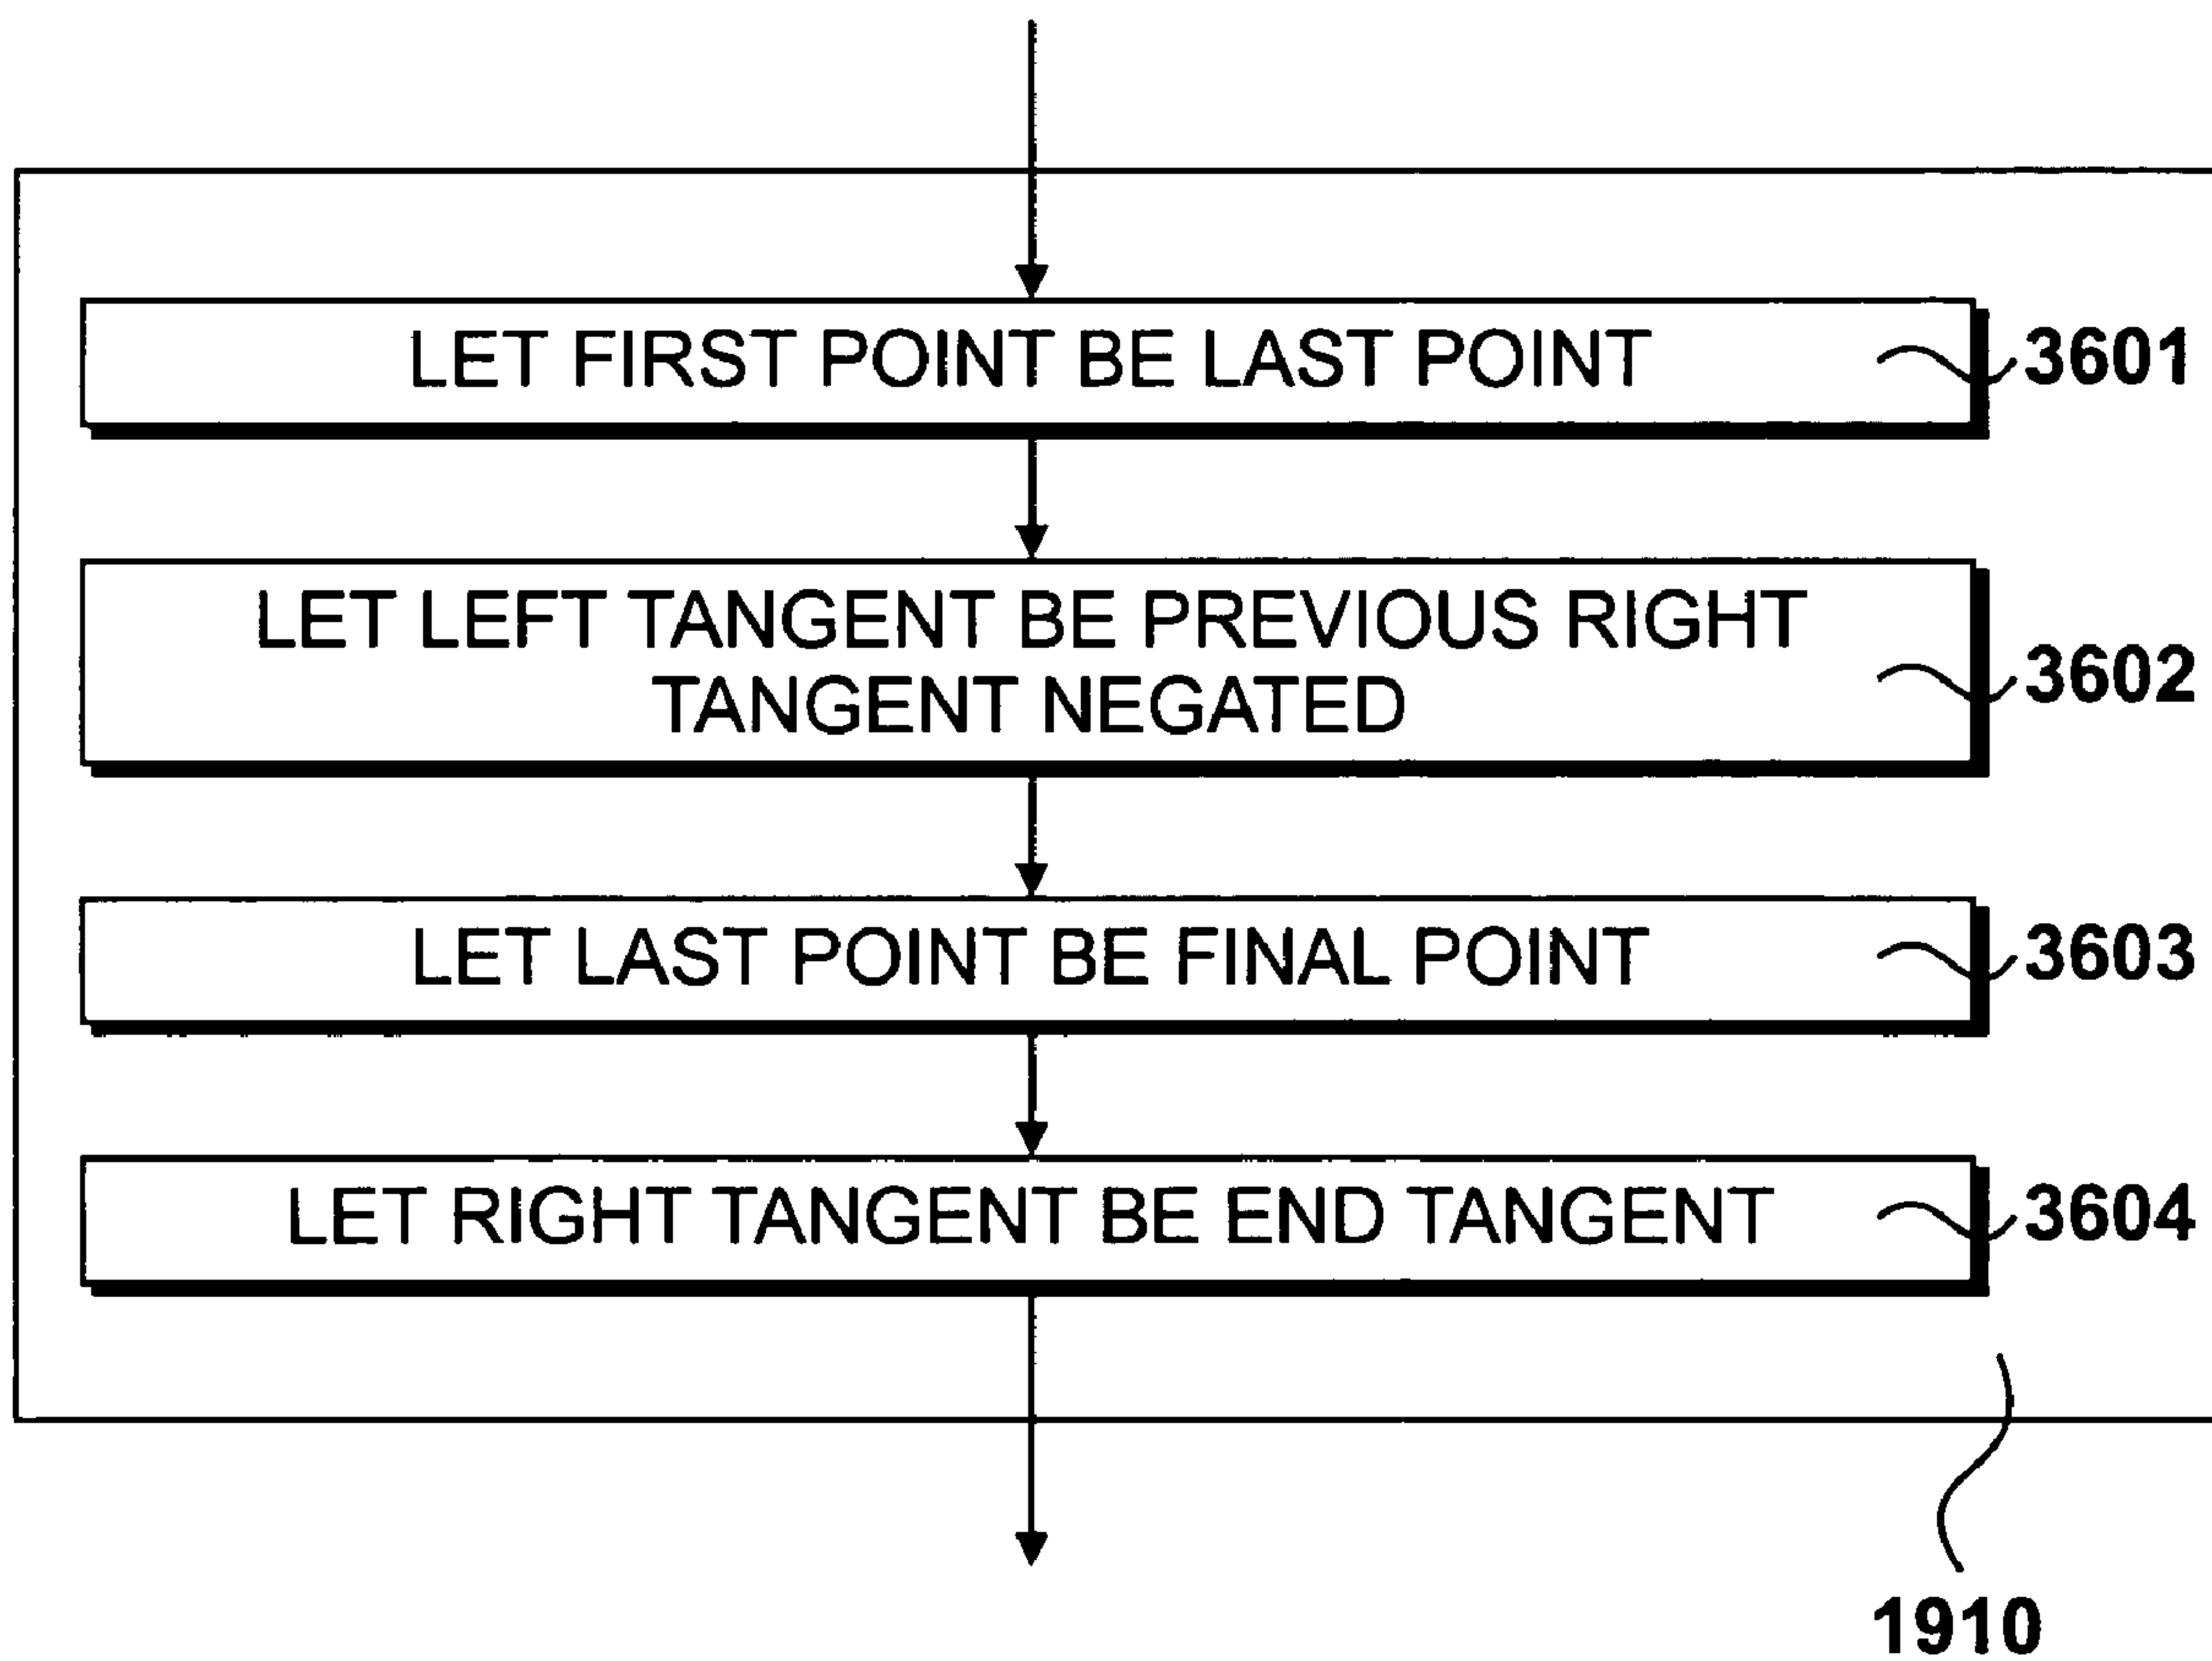 LET FIRST POINT BE LAST POINT
3601
LET LEFT TANGENT BE PREVIOUS RIGHT
TANGENT NEGATED
3602
LET LAST POINT BE FINAL POINT
3603
LET RIGHT TANGENT BE END TANGENT
3604
1910